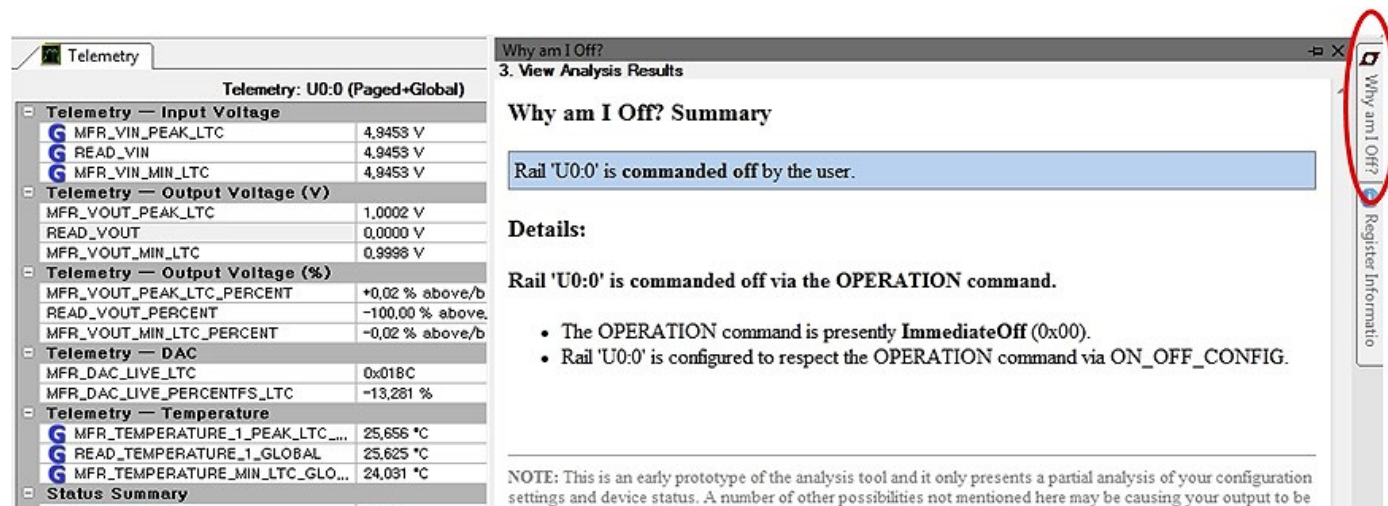 Telemetry
Telemetry: U0:0 (Paged+Global)
Telemetry — Input Voltage
G MFR_VIN_PEAK_LTC 4,9453 V
G READ_VIN 4,9453 V
G MFR_VIN_MIN_LTC 4,9453 V
Telemetry — Output Voltage (V)
MFR_VOUT_PEAK_LTC 1,0002 V
READ_VOUT 0,0000 V
MFR_VOUT_MIN_LTC 0,9998 V
Telemetry — Output Voltage (%)
MFR_VOUT_PEAK_LTC_PERCENT +0,02 % above/b
READ_VOUT_PERCENT -100,00 % above,
MFR_VOUT_MIN_LTC_PERCENT -0,02 % above/b
Telemetry — DAC
MFR_DAC_LIVE_LTC 0x01BC
MFR_DAC_LIVE_PERCENTFS_LTC -13,281 %
Telemetry — Temperature
G MFR_TEMPERATURE_1_PEAK_LTC_... 25,656 °C
G READ_TEMPERATURE_1_GLOBAL 25,625 °C
G MFR_TEMPERATURE_MIN_LTC_GLO... 24,031 °C
Status Summary
Why am I Off?
3. View Analysis Results
Why am I Off? Summary
Rail 'U0:0' is commanded off by the user.
Details:
Rail 'U0:0' is commanded off via the OPERATION command.
• The OPERATION command is presently ImmediateOff (0x00).
• Rail 'U0:0' is configured to respect the OPERATION command via ON_OFF_CONFIG.
NOTE: This is an early prototype of the analysis tool and it only presents a partial analysis of your configuration
settings and device status. A number of other possibilities not mentioned here may be causing your output to be
Why am I Off?
Register Informatio